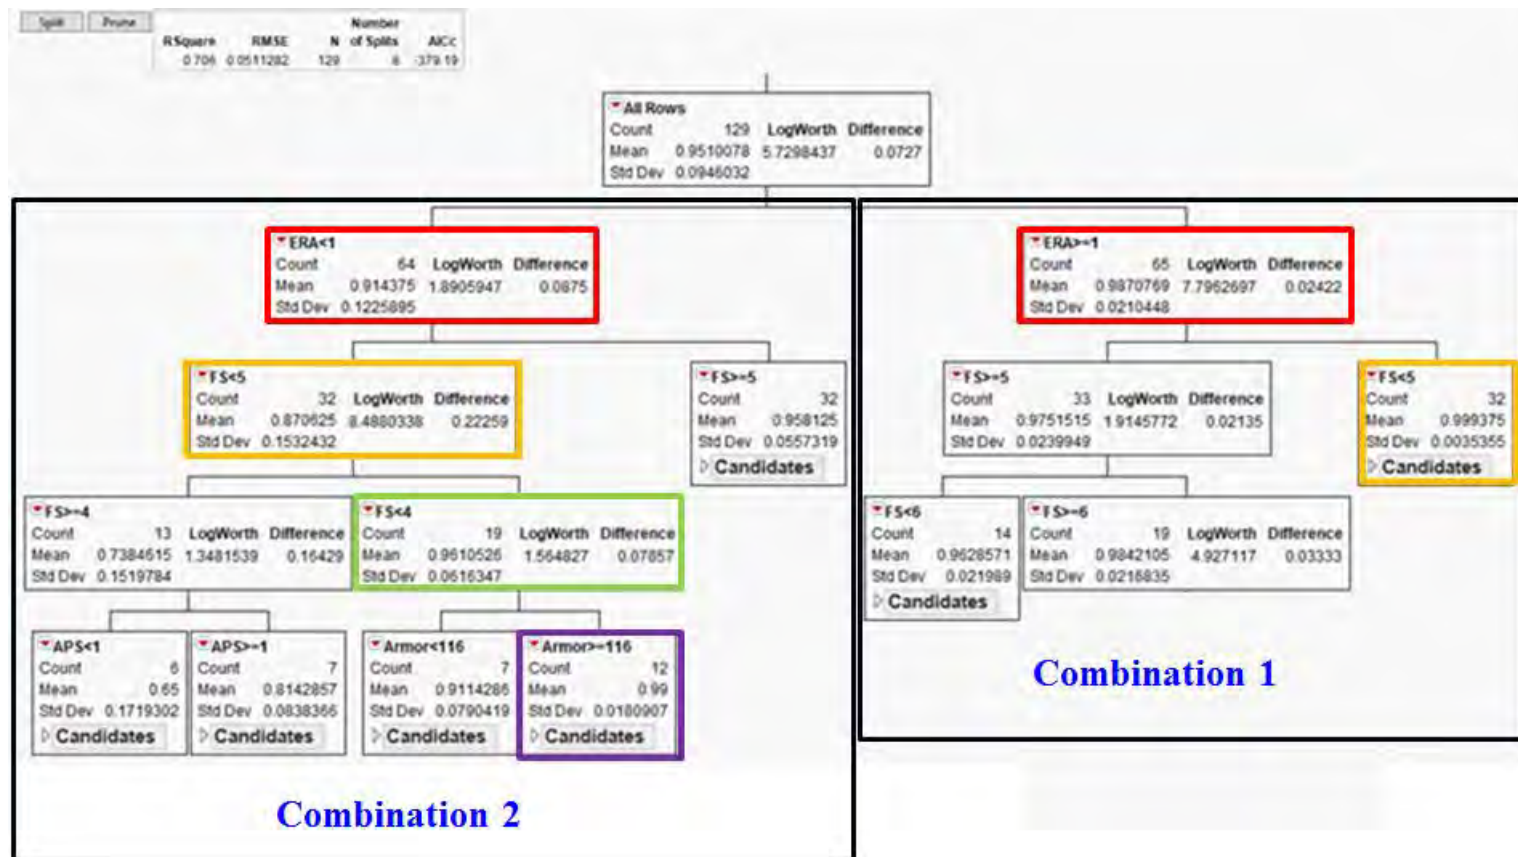 Split Prune
Number
RSquare RMSE N of Splits AICc
0.706 0.0511282 129 8 -379.19
All Rows
Count 129 LogWorth Difference
Mean 0.9510078 5.7298437 0.0727
Std Dev 0.0946032
ERA<1
Count 64 LogWorth Difference
Mean 0.914375 1.8905947 0.0875
Std Dev 0.1225895
ERA>=1
Count 65 LogWorth Difference
Mean 0.9870769 7.7962697 0.02422
Std Dev 0.0210448
FS<5
Count 32 LogWorth Difference
Mean 0.870625 8.4880338 0.22259
Std Dev 0.1532432
FS>=5
Count 32
Mean 0.958125
Std Dev 0.0557319
Candidates
FS>=5
Count 33 LogWorth Difference
Mean 0.9751515 1.9145772 0.02135
Std Dev 0.0239949
FS<5
Count 32
Mean 0.999375
Std Dev 0.0035355
Candidates
FS>=4
Count 13 LogWorth Difference
Mean 0.7384615 1.3481539 0.16429
Std Dev 0.1519784
FS<4
Count 19 LogWorth Difference
Mean 0.9610526 1.564827 0.07857
Std Dev 0.0616347
FS<6
Count 14
Mean 0.9628571
Std Dev 0.021989
Candidates
FS>=6
Count 19 LogWorth Difference
Mean 0.9842105 4.927117 0.03333
Std Dev 0.0216835
APS<1
Count 6
Mean 0.65
Std Dev 0.1719302
Candidates
APS>=1
Count 7
Mean 0.8142857
Std Dev 0.0838366
Candidates
Armor<116
Count 7
Mean 0.9114286
Std Dev 0.0790419
Candidates
Armor>=116
Count 12
Mean 0.99
Std Dev 0.0180907
Candidates
Combination 1
Combination 2